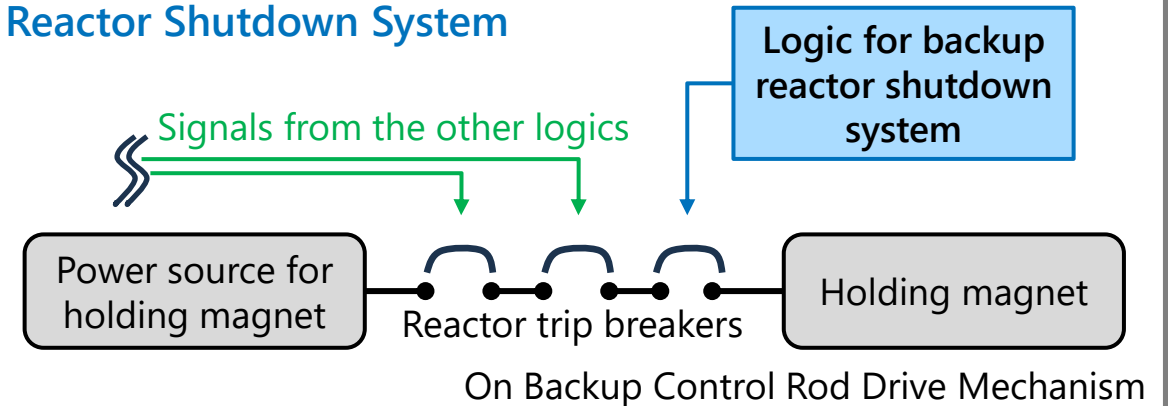 Reactor Shutdown System
Logic for backup
reactor shutdown
system
Signals from the other logics
Power source for
holding magnet
Reactor trip breakers
Holding magnet
On Backup Control Rod Drive Mechanism